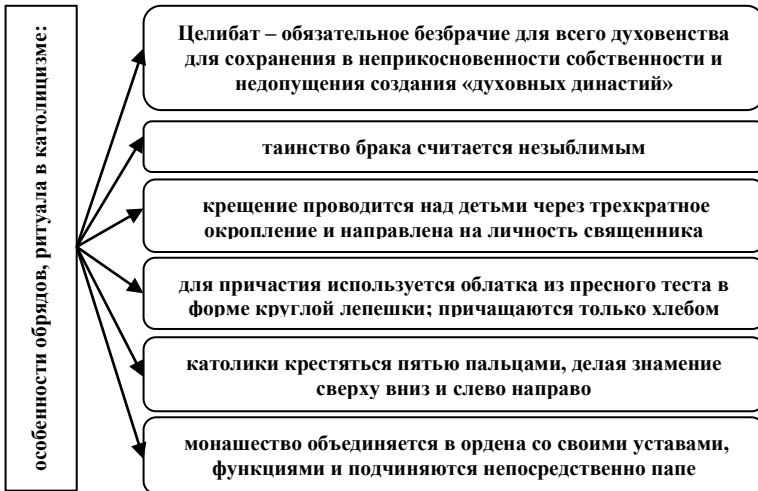 особенности обрядов, ритуала в католицизме:
Целибат – обязательное безбрачие для всего духовенства
для сохранения в неприкосновенности собственности и
недопущения создания «духовных династий»
таинство брака считается незыблимым
крещение проводится над детьми через трехкратное
окропление и направлена на личность священника
для причастия используется облатка из пресного теста в
форме круглой лепешки; причащаются только хлебом
католики крестяться пятью пальцами, делая знамение
сверху вниз и слево направо
монашество объединяется в ордена со своими уставами,
функциями и подчиняются непосредственно папе